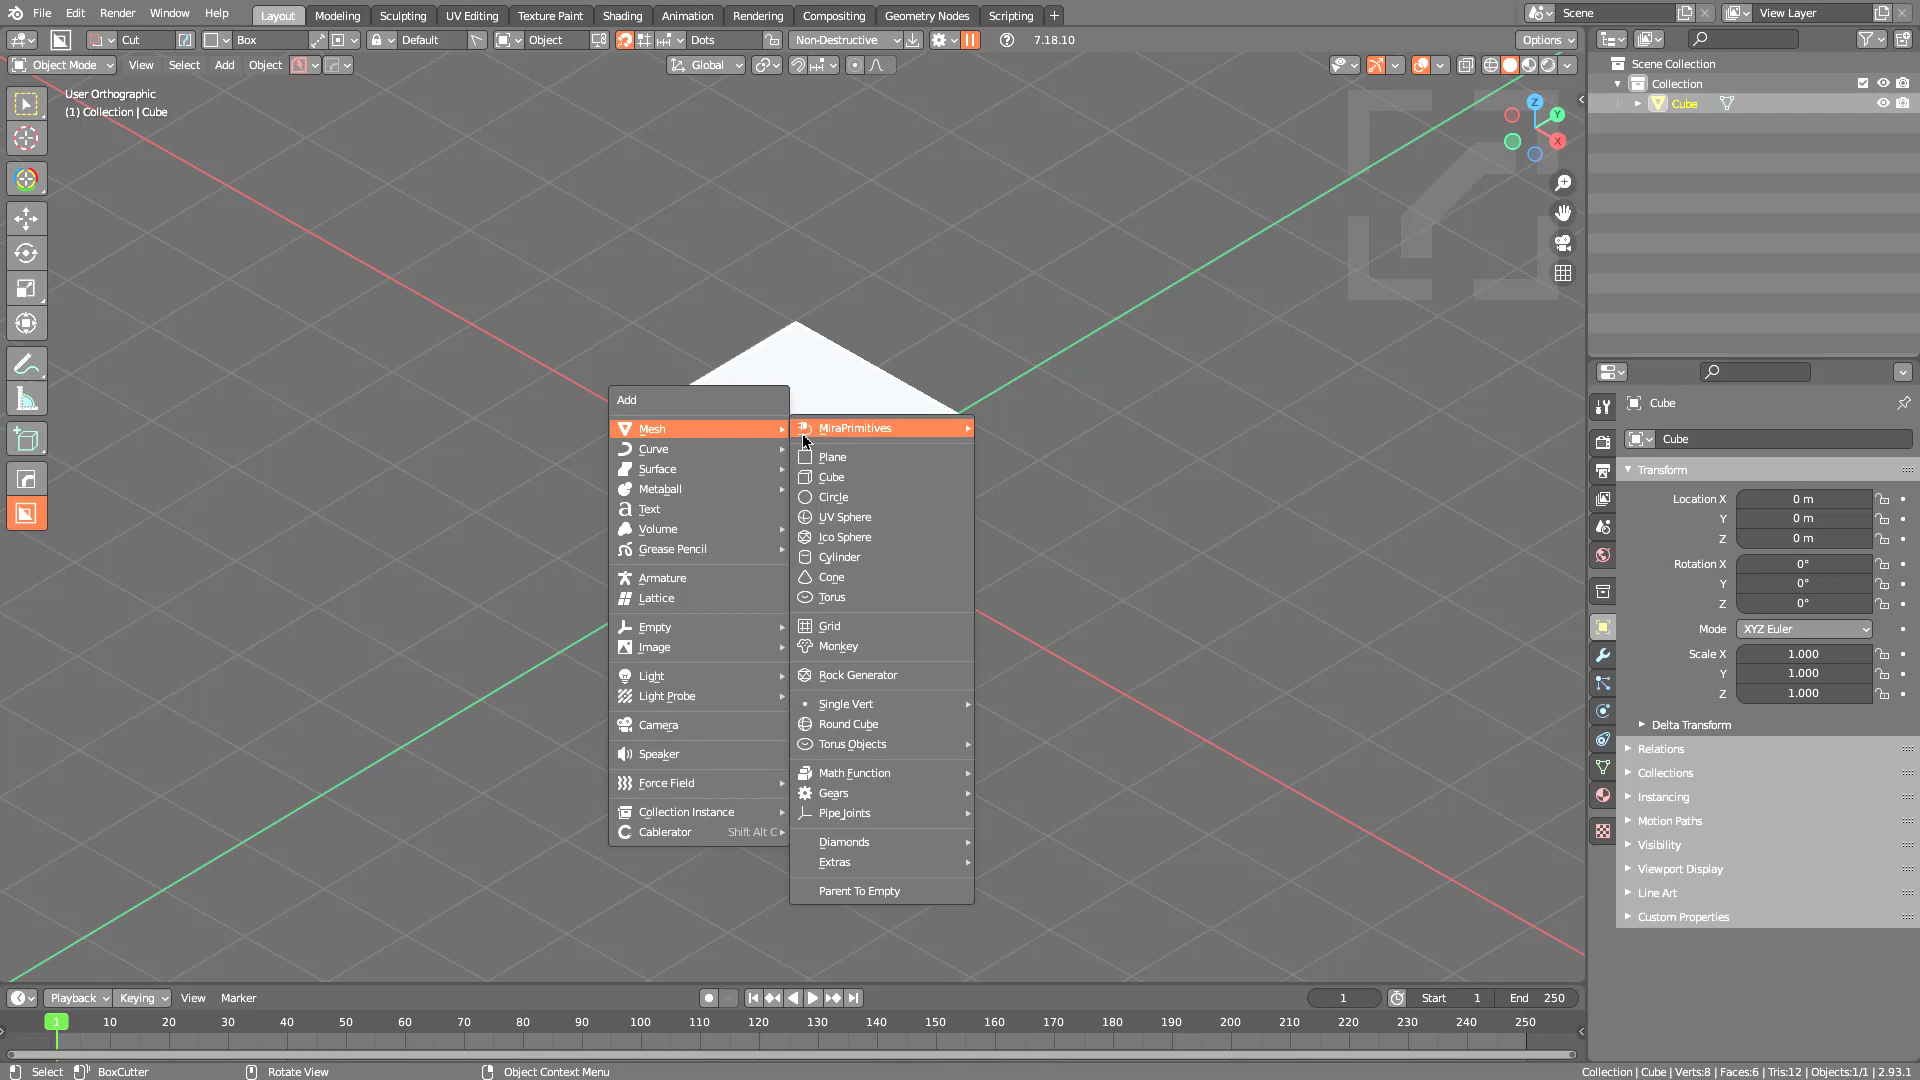 File Edit Render Window Help Layout Modeling Sculpting UV Editing Texture Paint Shading Animation Rendering Compositing Geometry Nodes Scripting + Scene View Layer
Cut Box Default Object Dots Non-Destructive 7.18.10 Options
Object Mode View Select Add Object Global
User Orthographic
(1) Collection | Cube
Z
Y
X
Add
Mesh
Curve
Surface
Metaball
Text
Volume
Grease Pencil
Armature
Lattice
Empty
Image
Light
Light Probe
Camera
Speaker
Force Field
Collection Instance
Cablerator Shift Alt C
MiraPrimitives
Plane
Cube
Circle
UV Sphere
Ico Sphere
Cylinder
Cone
Torus
Grid
Monkey
Rock Generator
Single Vert
Round Cube
Torus Objects
Math Function
Gears
Pipe Joints
Diamonds
Extras
Parent To Empty
Scene Collection
Collection
Cube
Cube
Cube
Transform
Location X 0 m
Y 0 m
Z 0 m
Rotation X 0°
Y 0°
Z 0°
Mode XYZ Euler
Scale X 1.000
Y 1.000
Z 1.000
Delta Transform
Relations
Collections
Instancing
Motion Paths
Visibility
Viewport Display
Line Art
Custom Properties
Playback Keying View Marker 1 Start 1 End 250
1 10 20 30 40 50 60 70 80 90 100 110 120 130 140 150 160 170 180 190 200 210 220 230 240 250
Select BoxCutter Rotate View Object Context Menu Collection | Cube | Verts:8 | Faces:6 | Tris:12 | Objects:1/1 | 2.93.1